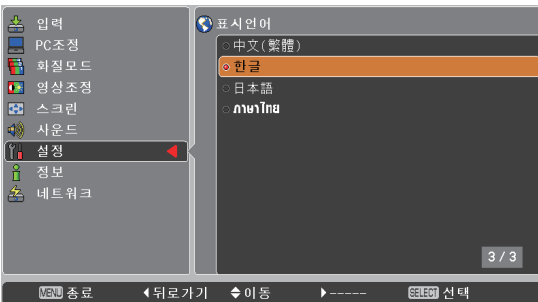 입력
PC조정
화질모드
영상조정
스크린
사운드
설정
정보
네트워크
표시언어
中文(繁體)
한글
日本語
ภาษาไทย
3/3
MENU 종료 뒤로가기 이동 ----- SELECT 선택